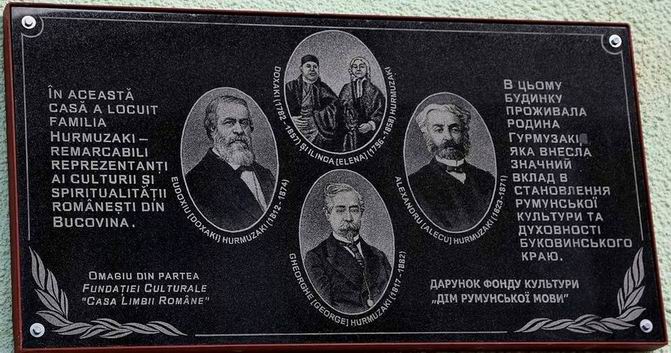 ÎN ACEASTĂ
CASĂ A LOCUIT
FAMILIA
HURMUZAKI –
REMARCABILI
REPREZENTANȚI
AI CULTURII ȘI
SPIRITUALITĂȚII
ROMÂNEȘTI DIN
BUCOVINA.
OMAGIU DIN PARTEA
FUNDAȚIEI CULTURALE
"CASA LIMBII ROMÂNE"
DOXAKI (1782 - 1857) ȘI ILINCA [ELENA] (1786 - 1858) HURMUZAKI
EUDOXIU [DOXAKI] HURMUZAKI (1812 - 1874)
ALEXANDRU [ALECU] HURMUZAKI (1823 - 1871)
GHEORGHE [GEORGE] HURMUZAKI (1817 - 1882)
В ЦЬОМУ
БУДИНКУ
ПРОЖИВАЛА
РОДИНА
ГУРМУЗАКІ
ЯКА ВНЕСЛА
ЗНАЧНИЙ
ВКЛАД В
СТАНОВЛЕННЯ
РУМУНСЬКОЇ
КУЛЬТУРИ ТА
ДУХОВНОСТІ
БУКОВИНСЬКОГО
КРАЮ.
ДАРУНОК ФОНДУ КУЛЬТУРИ
„ДІМ РУМУНСЬКОЇ МОВИ”